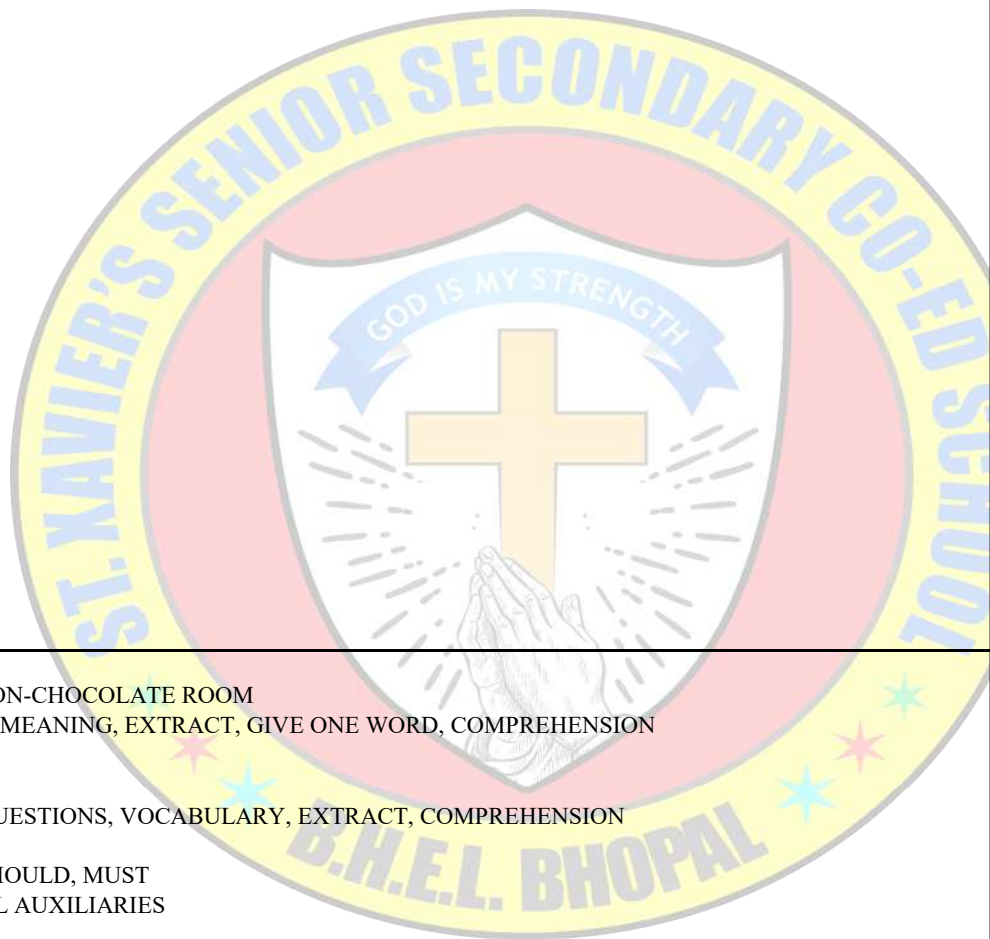 ST. XAVIER'S SENIOR SECONDARY CO-ED SCHOOL
GOD IS MY STRENGTH
ON-CHOCOLATE ROOM
MEANING, EXTRACT, GIVE ONE WORD, COMPREHENSION
UESTIONS, VOCABULARY, EXTRACT, COMPREHENSION
HOULD, MUST
L AUXILIARIES
B.H.E.L. BHOPAL